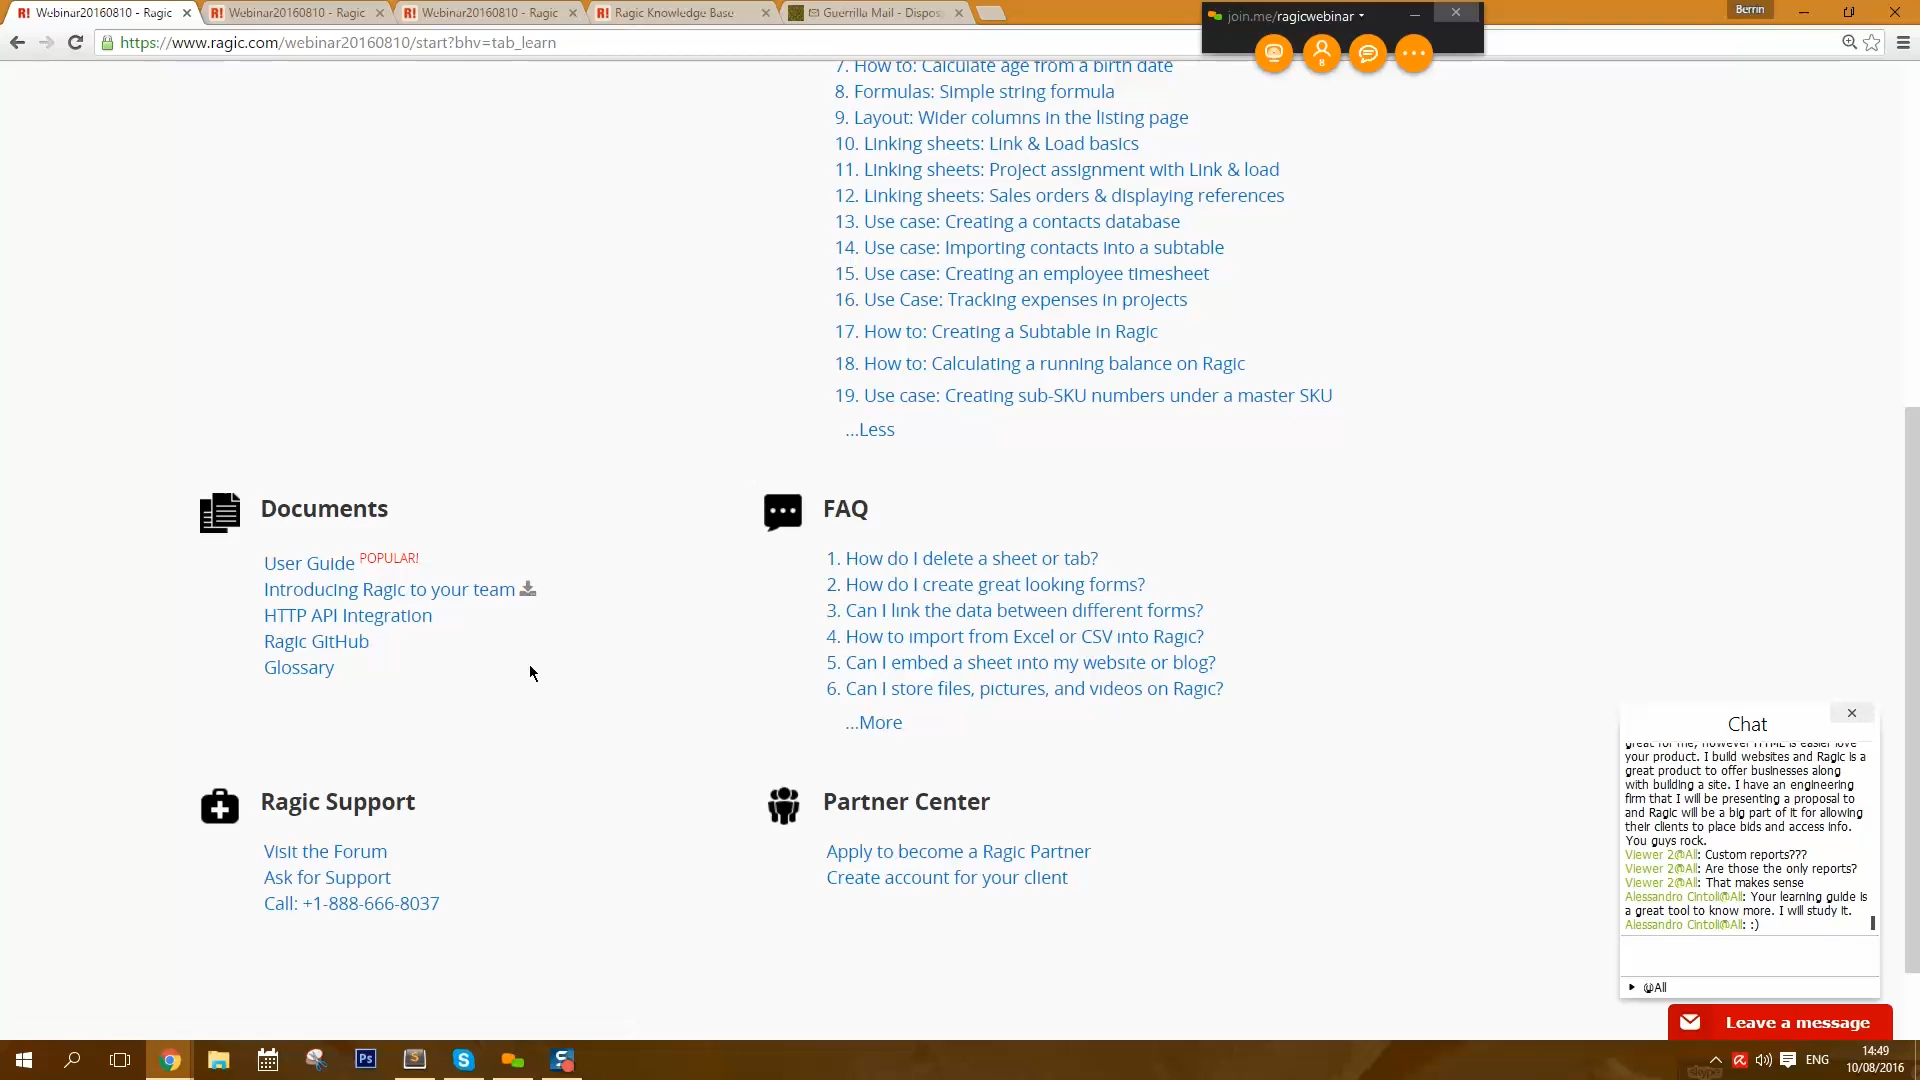 Webinar20160810 - Ragic
Webinar20160810 - Ragic
Webinar20160810 - Ragic
Ragic Knowledge Base
Guerrilla Mail - Dispos
join.me/ragicwebinar
Berrin
https://www.ragic.com/webinar20160810/start?bhv=tab_learn
8
7. How to: Calculate age from a birth date
8. Formulas: Simple string formula
9. Layout: Wider columns in the listing page
10. Linking sheets: Link & Load basics
11. Linking sheets: Project assignment with Link & load
12. Linking sheets: Sales orders & displaying references
13. Use case: Creating a contacts database
14. Use case: Importing contacts into a subtable
15. Use case: Creating an employee timesheet
16. Use Case: Tracking expenses in projects
17. How to: Creating a Subtable in Ragic
18. How to: Calculating a running balance on Ragic
19. Use case: Creating sub-SKU numbers under a master SKU
...Less
Documents
User Guide POPULAR!
Introducing Ragic to your team
HTTP API Integration
Ragic GitHub
Glossary
FAQ
1. How do I delete a sheet or tab?
2. How do I create great looking forms?
3. Can I link the data between different forms?
4. How to import from Excel or CSV into Ragic?
5. Can I embed a sheet into my website or blog?
6. Can I store files, pictures, and videos on Ragic?
...More
Ragic Support
Visit the Forum
Ask for Support
Call: +1-888-666-8037
Partner Center
Apply to become a Ragic Partner
Create account for your client
Chat
great for me, however HTML is easier love
your product. I build websites and Ragic is a
great product to offer businesses along
with building a site. I have an engineering
firm that I will be presenting a proposal to
and Ragic will be a big part of it for allowing
their clients to place bids and access info.
You guys rock.
Viewer 2@All: Custom reports???
Viewer 2@All: Are those the only reports?
Viewer 2@All: That makes sense
Alessandro Cintoli@All: Your learning guide is
a great tool to know more. I will study it.
Alessandro Cintoli@All: :)
@All
Leave a message
Ps
ENG
14:49
10/08/2016